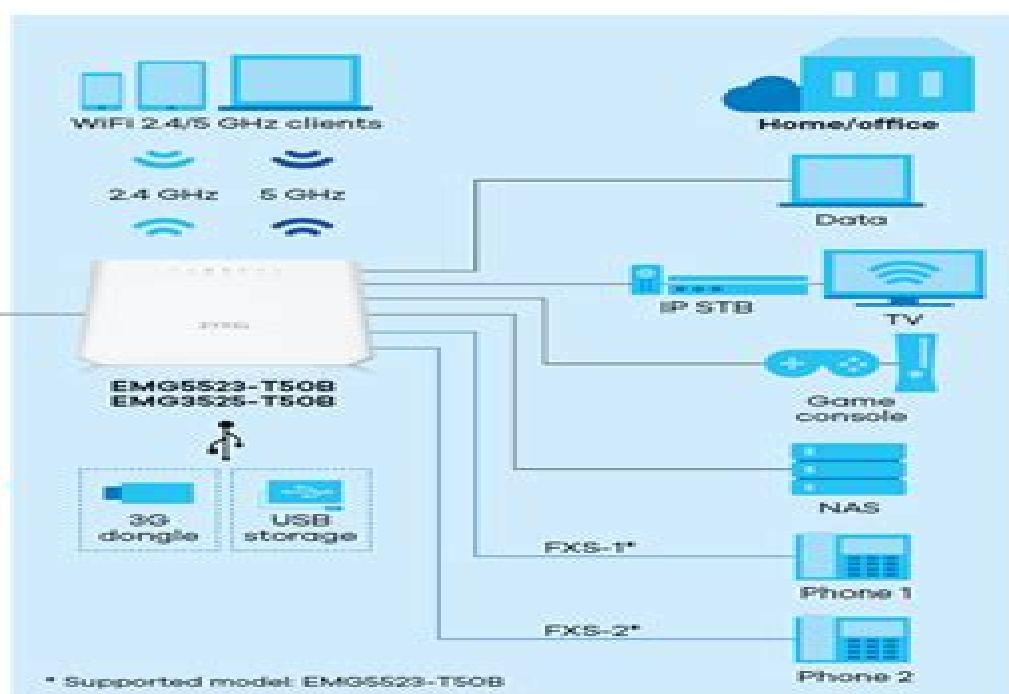 WiFi 2.4/5 GHz clients
Home/office
2.4 GHz
5 GHz
Data
IP STB
TV
ZYXEL
EMG5523-T50B
EMG3525-T50B
Game
console
3G
dongle
USB
storage
NAS
FXS-1*
Phone 1
FXS-2*
Phone 2
* Supported model: EMG5523-T50B